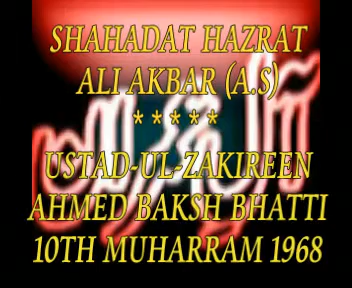 SHAHADAT HAZRAT
ALI AKBAR (A.S)
* * * * *
USTAD-UL-ZAKIREEN
AHMED BAKSH BHATTI
10TH MUHARRAM 1968